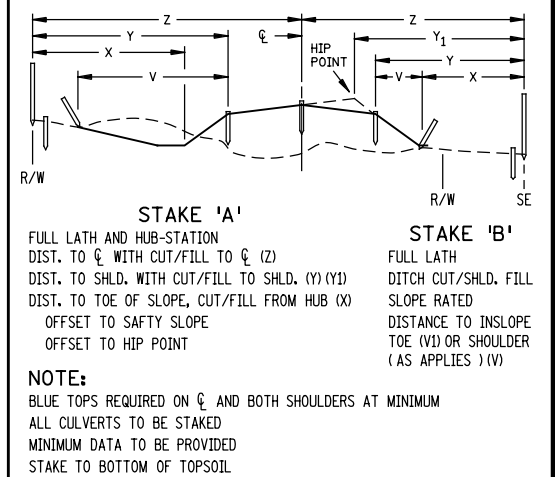 Z Z
Y ℄ Y1
X HIP POINT Y
V V X
R/W
R/W SE
STAKE 'A'
FULL LATH AND HUB-STATION
DIST. TO ℄ WITH CUT/FILL TO ℄ (Z)
DIST. TO SHLD. WITH CUT/FILL TO SHLD. (Y)(Y1)
DIST. TO TOE OF SLOPE, CUT/FILL FROM HUB (X)
OFFSET TO SAFTY SLOPE
OFFSET TO HIP POINT
STAKE 'B'
FULL LATH
DITCH CUT/SHLD. FILL
SLOPE RATED
DISTANCE TO INSLOPE
TOE (V1) OR SHOULDER
(AS APPLIES )(V)
NOTE:
BLUE TOPS REQUIRED ON ℄ AND BOTH SHOULDERS AT MINIMUM
ALL CULVERTS TO BE STAKED
MINIMUM DATA TO BE PROVIDED
STAKE TO BOTTOM OF TOPSOIL